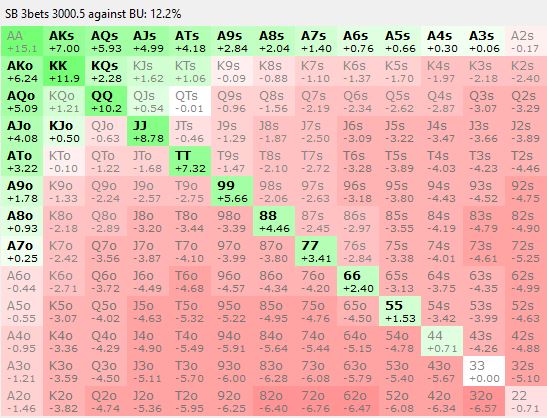 SB 3bets 3000.5 against BU: 12.2%
AA AKs AQs AJs ATs A9s A8s A7s A6s A5s A4s A3s A2s
+15.1 +7.00 +5.93 +4.99 +4.18 +2.84 +2.04 +1.40 +0.76 +0.66 +0.30 +0.06 -0.17
AKo KK KQs KJs KTs K9s K8s K7s K6s K5s K4s K3s K2s
+6.24 +11.9 +2.28 +1.62 +1.06 -0.09 -0.88 -1.10 -1.37 -1.70 -1.97 -2.18 -2.40
AQo KQo QQ QJs QTs Q9s Q8s Q7s Q6s Q5s Q4s Q3s Q2s
+5.09 +1.21 +10.2 +0.54 -0.01 -0.96 -1.56 -2.19 -2.34 -2.62 -2.87 -3.07 -3.29
AJo KJo QJo JJ JTs J9s J8s J7s J6s J5s J4s J3s J2s
+4.08 +0.50 -0.63 +8.78 -0.46 -1.29 -1.87 -2.50 -3.09 -3.22 -3.47 -3.66 -3.89
ATo KTo QTo JTo TT T9s T8s T7s T6s T5s T4s T3s T2s
+3.22 -0.10 -1.22 -1.68 +7.32 -1.47 -2.10 -2.72 -3.28 -3.89 -4.03 -4.23 -4.46
A9o K9o Q9o J9o T9o 99 98s 97s 96s 95s 94s 93s 92s
+1.78 -1.33 -2.24 -2.57 -2.75 +5.66 -2.06 -2.63 -3.18 -3.80 -4.43 -4.52 -4.75
A8o K8o Q8o J8o T8o 98o 88 87s 86s 85s 84s 83s 82s
+0.93 -2.18 -2.89 -3.20 -3.44 -3.39 +4.46 -2.45 -2.97 -3.55 -4.19 -4.79 -4.90
A7o K7o Q7o J7o T7o 97o 87o 77 76s 75s 74s 73s 72s
+0.25 -2.42 -3.56 -3.87 -4.10 -3.99 -3.80 +3.41 -2.84 -3.38 -4.01 -4.61 -5.25
A6o K6o Q6o J6o T6o 96o 86o 76o 66 65s 64s 63s 62s
-0.44 -2.71 -3.72 -4.49 -4.68 -4.57 -4.34 -4.20 +2.40 -3.13 -3.75 -4.35 -4.99
A5o K5o Q5o J5o T5o 95o 85o 75o 65o 55 54s 53s 52s
-0.55 -3.07 -4.02 -4.63 -5.32 -5.22 -4.95 -4.76 -4.50 +1.53 -3.42 -3.99 -4.63
A4o K4o Q4o J4o T4o 94o 84o 74o 64o 54o 44 43s 42s
-0.95 -3.36 -4.29 -4.90 -5.49 -5.91 -5.64 -5.44 -5.15 -4.78 +0.71 -4.26 -4.88
A3o K3o Q3o J3o T3o 93o 83o 73o 63o 53o 43o 33 32s
-1.21 -3.59 -4.50 -5.11 -5.70 -6.00 -6.28 -6.08 -5.79 -5.40 -5.67 +0.00 -5.10
A2o K2o Q2o J2o T2o 92o 82o 72o 62o 52o 42o 32o 22
-1.46 -3.82 -4.74 -5.36 -5.95 -6.25 -6.40 -6.76 -6.47 -6.08 -6.34 -6.57 -0.71